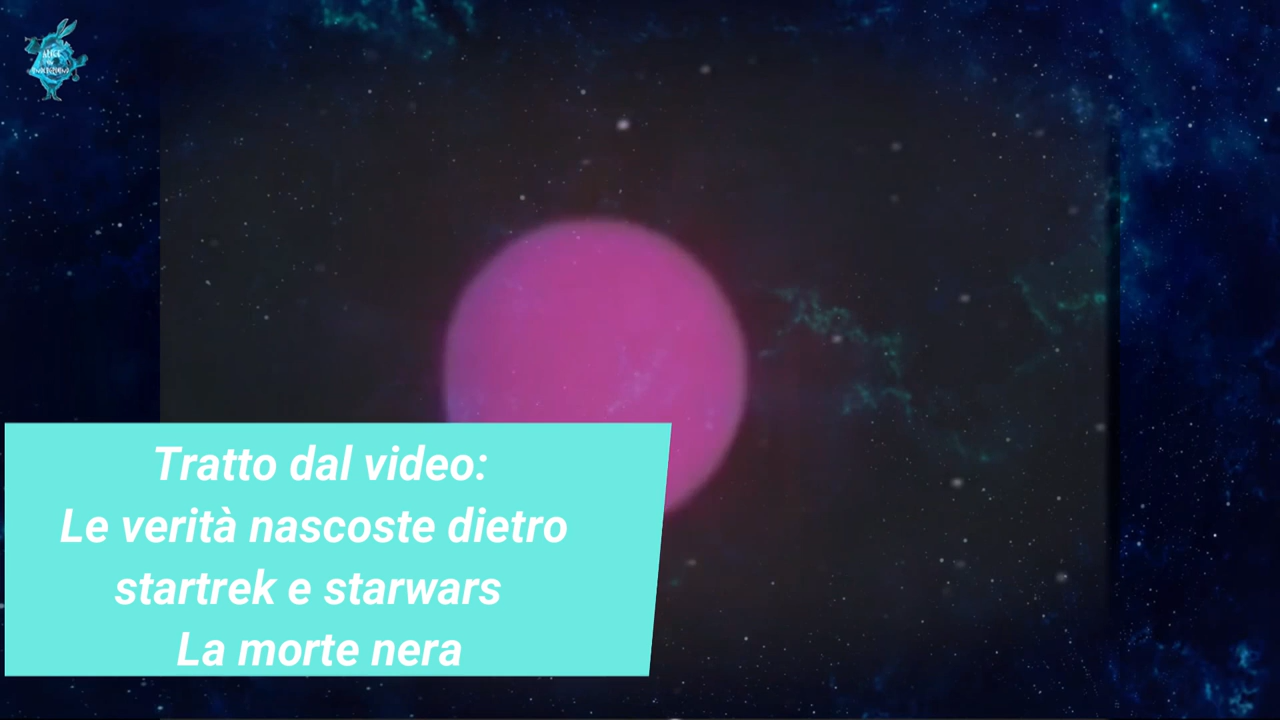 Tratto dal video:
Le verità nascoste dietro
startrek e starwars
La morte nera